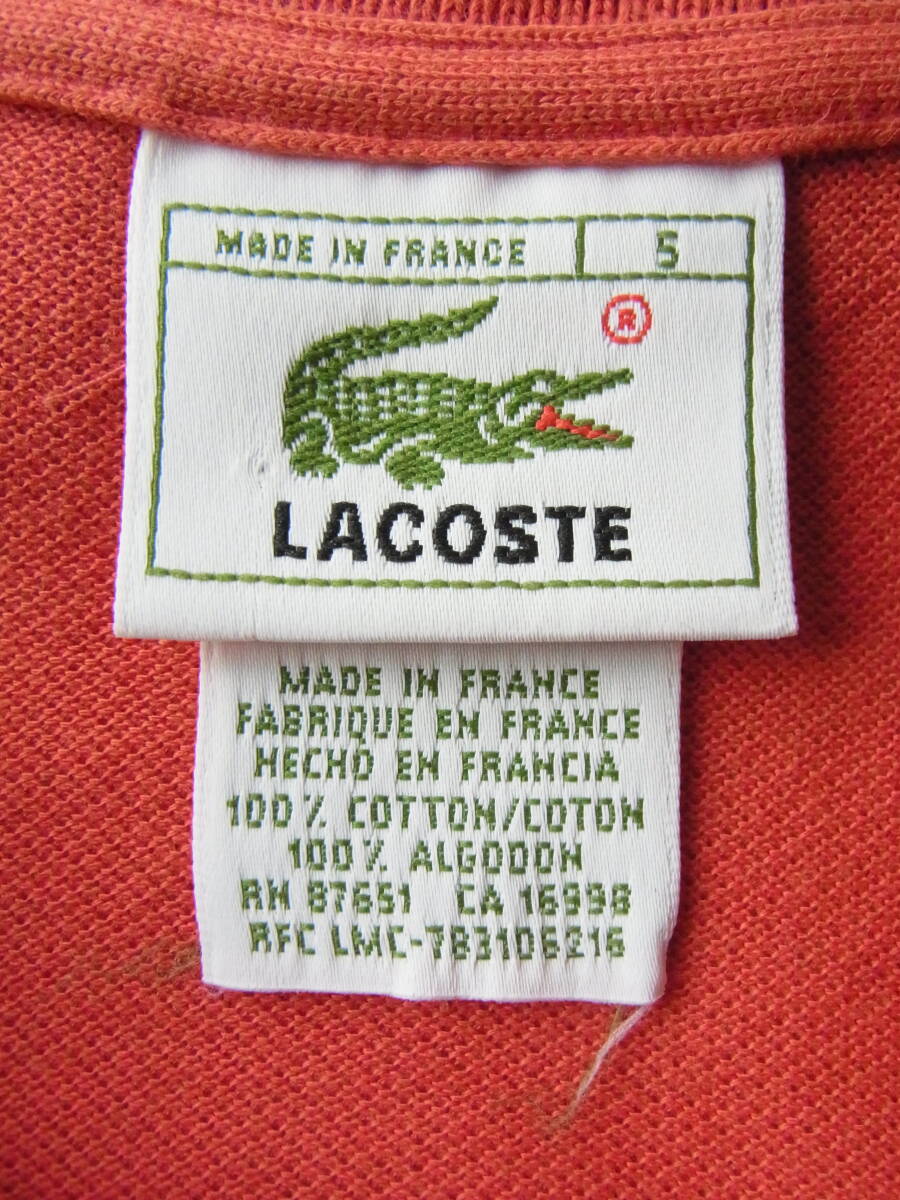 MADE IN FRANCE 5
®
LACOSTE
MADE IN FRANCE
FABRIQUE EN FRANCE
HECHO EN FRANCIA
100% COTTON/COTON
100% ALGODON
RN 87651 CA 16998
RFC LMC-783106216